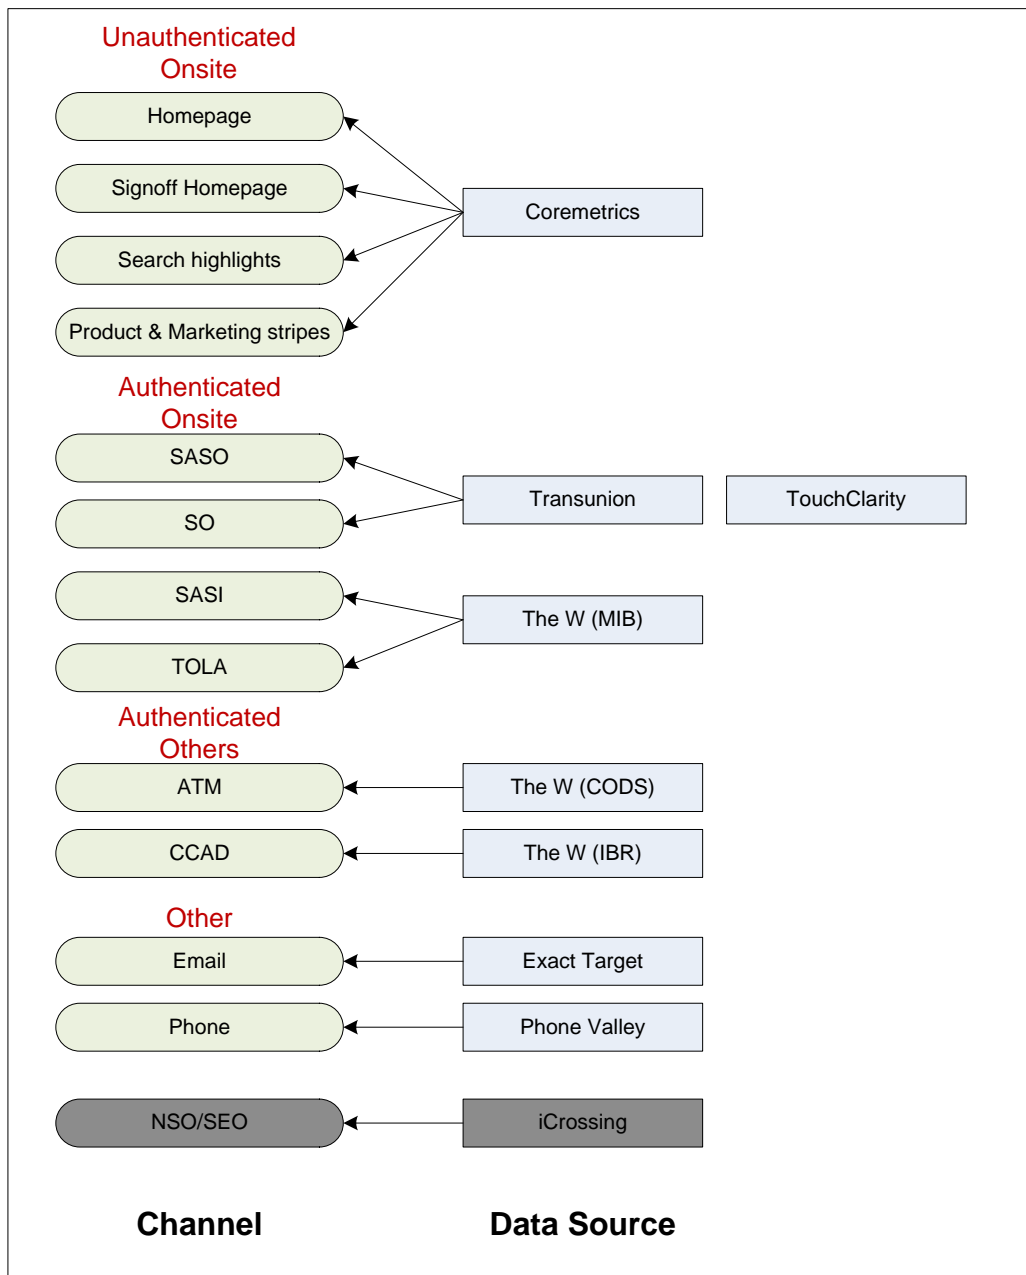 Unauthenticated
Onsite
Homepage
Signoff Homepage
Coremetrics
Search highlights
Product & Marketing stripes
Authenticated
Onsite
SASO
Transunion
TouchClarity
SO
SASI
The W (MIB)
TOLA
Authenticated
Others
ATM
The W (CODS)
CCAD
The W (IBR)
Other
Email
Exact Target
Phone
Phone Valley
NSO/SEO
iCrossing
Channel
Data Source